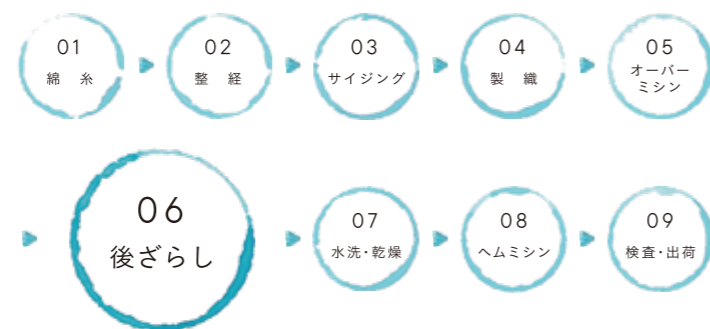 01
綿 糸
02
整 経
03
サイジング
04
製 織
05
オーバー
ミシン
06
後ざらし
07
水洗・乾燥
08
ヘムミシン
09
検査・出荷